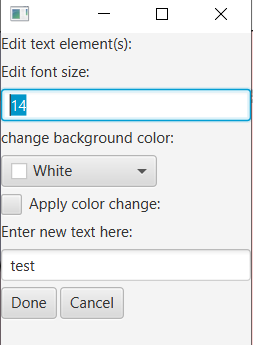 Edit text element(s):
Edit font size:
14
change background color:
White
Apply color change:
Enter new text here:
test
Done Cancel